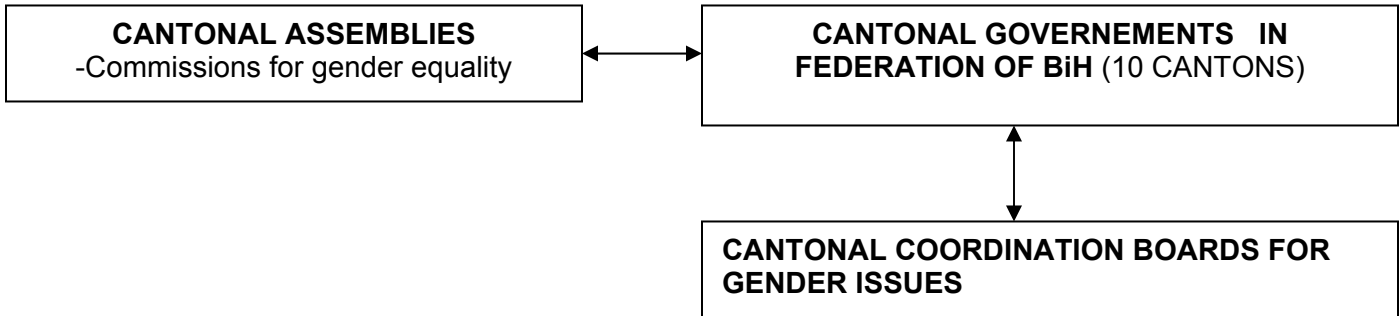 CANTONAL ASSEMBLIES
-Commissions for gender equality
CANTONAL GOVERNEMENTS IN
FEDERATION OF BiH (10 CANTONS)
CANTONAL COORDINATION BOARDS FOR
GENDER ISSUES